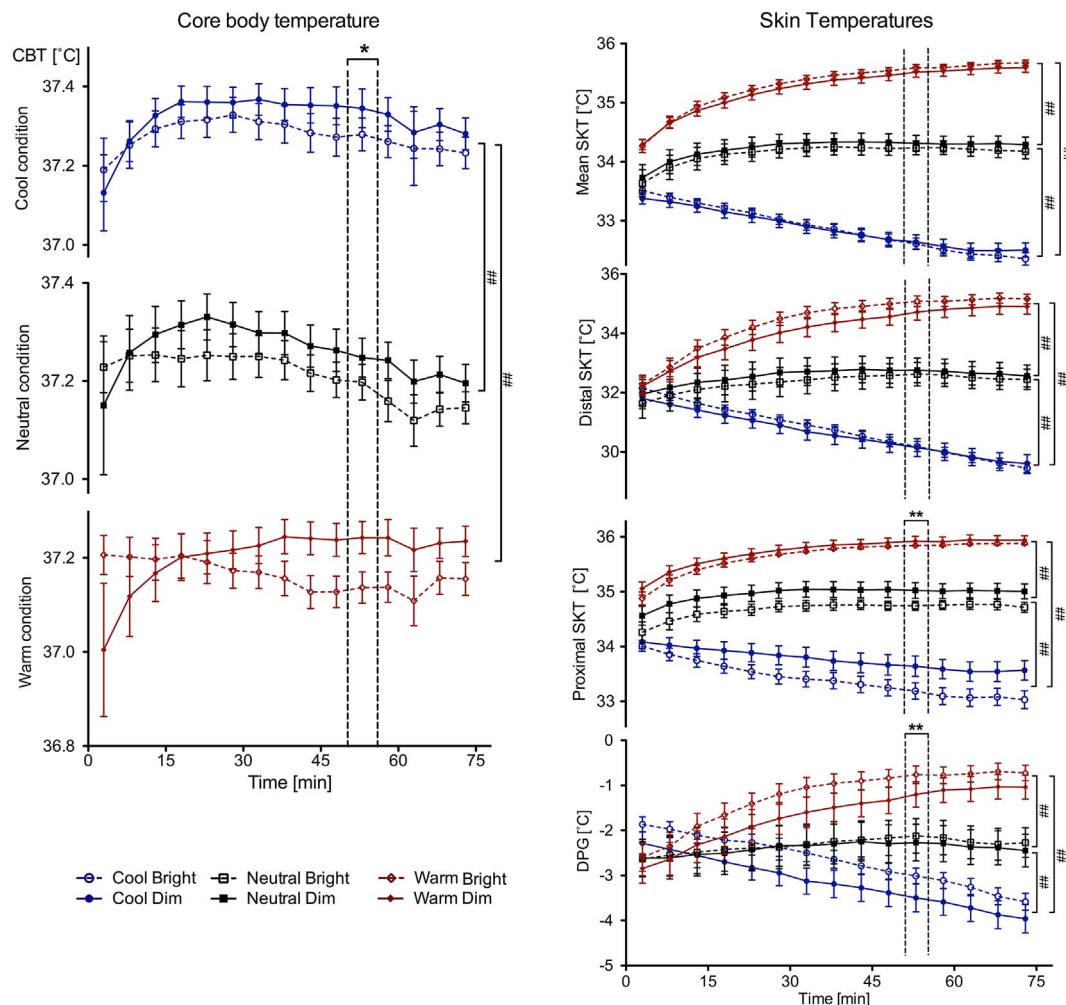 Core body temperature
CBT [˚C]
*
Cool condition
37.4
37.2
37.0
##
Neutral condition
37.4
37.2
37.0
##
Warm condition
37.2
37.0
36.8
0 15 30 45 60 75
Time [min]
Cool Bright Neutral Bright Warm Bright
Cool Dim Neutral Dim Warm Dim
Skin Temperatures
Mean SKT [˚C]
36
35
34
33
##
##
Distal SKT [˚C]
36
34
32
30
##
##
##
**
Proximal SKT [˚C]
36
35
34
33
##
##
##
**
DPG [˚C]
0
-1
-2
-3
-4
-5
##
##
##
0 15 30 45 60 75
Time [min]